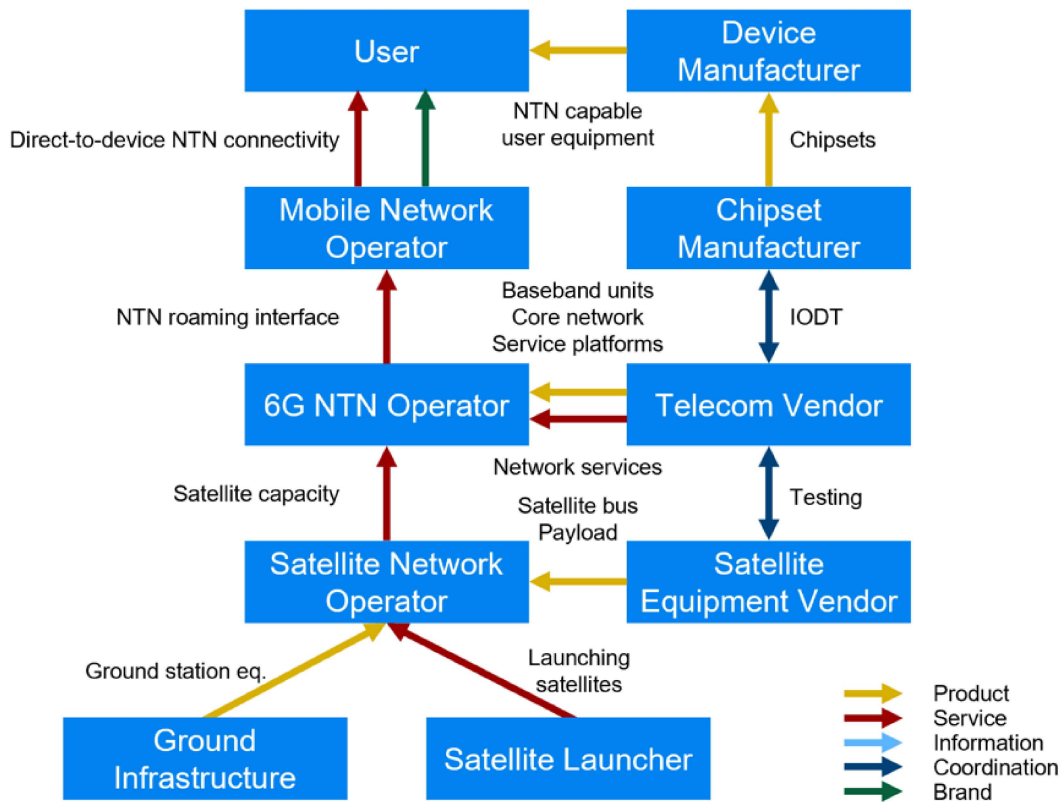 User
Device
Manufacturer
Direct-to-device NTN connectivity
NTN capable
user equipment
Chipsets
Mobile Network
Operator
Chipset
Manufacturer
NTN roaming interface
Baseband units
Core network
Service platforms
IODT
6G NTN Operator
Telecom Vendor
Satellite capacity
Network services
Satellite bus
Payload
Testing
Satellite Network
Operator
Satellite
Equipment Vendor
Ground station eq.
Launching
satellites
Ground
Infrastructure
Satellite Launcher
Product
Service
Information
Coordination
Brand